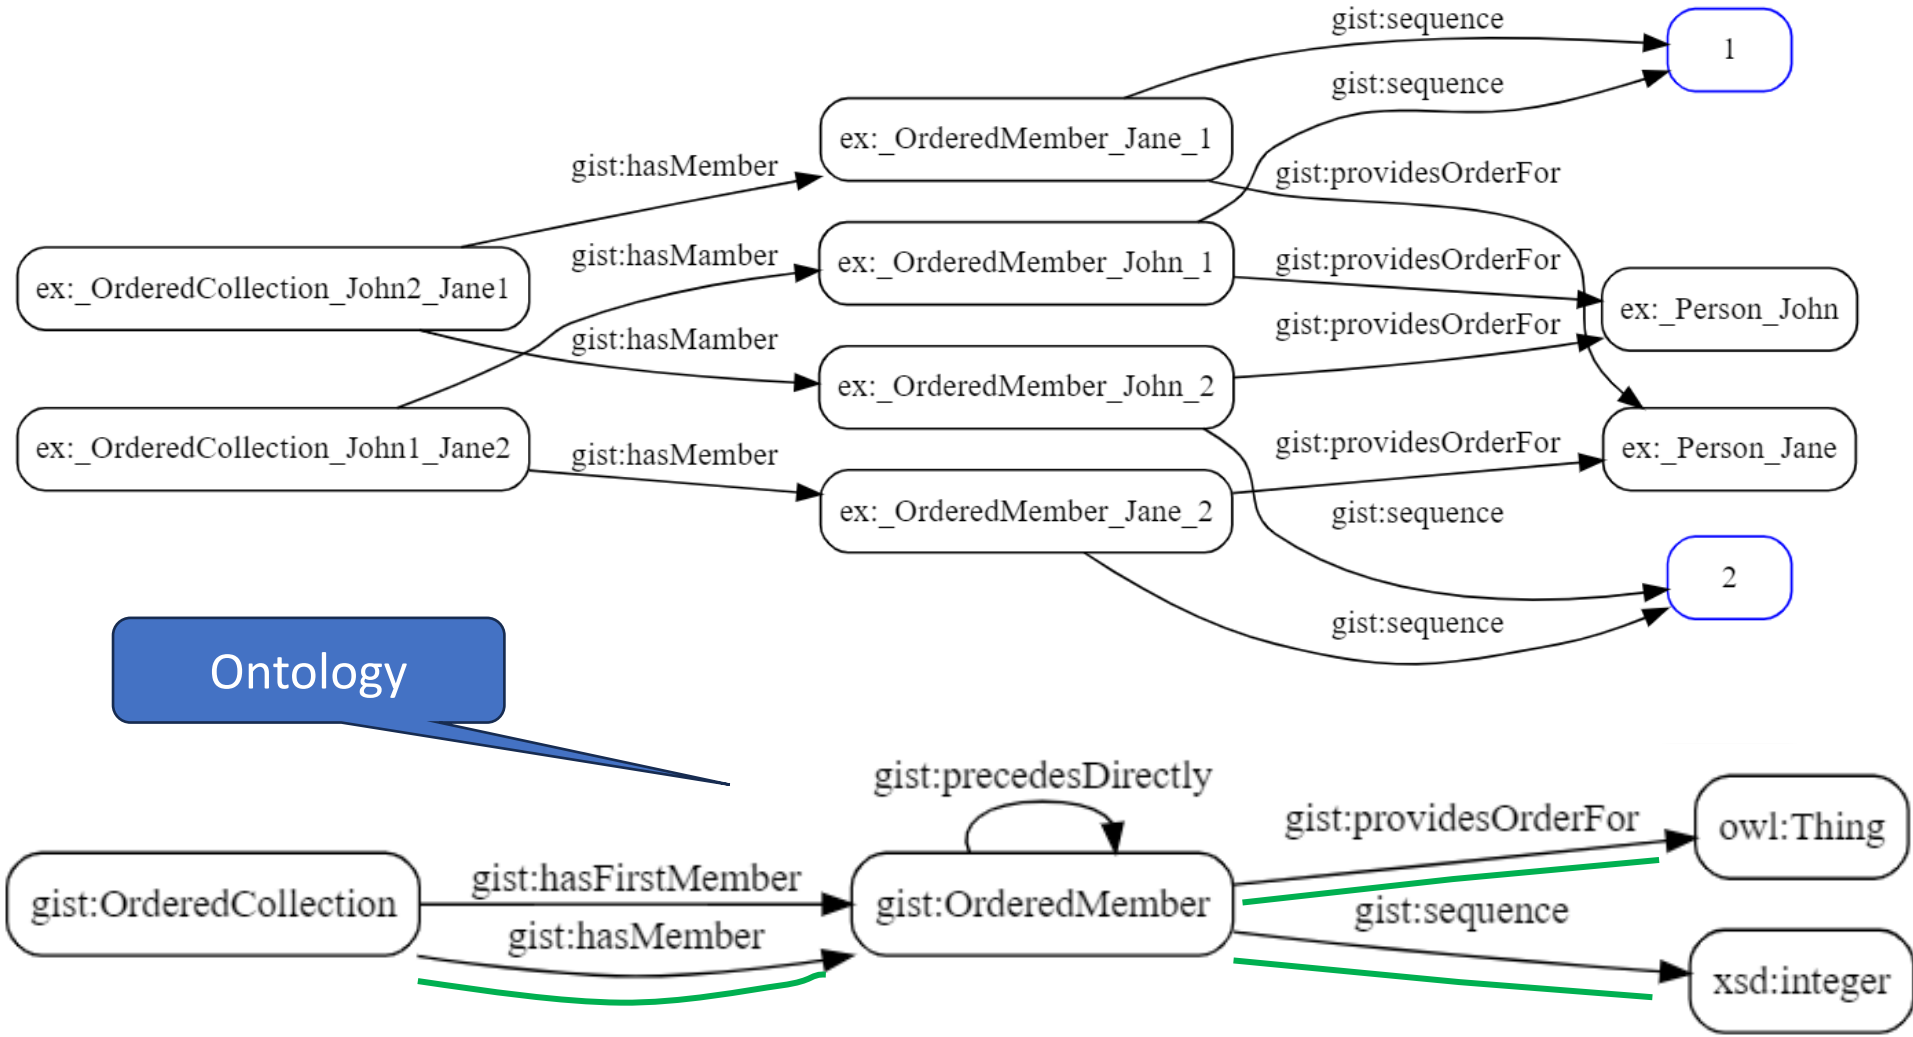 gist:sequence
1
gist:sequence
ex:_OrderedMember_Jane_1
gist:hasMember
gist:providesOrderFor
gist:hasMamber
ex:_OrderedMember_John_1
gist:providesOrderFor
ex:_OrderedCollection_John2_Jane1
ex:_Person_John
gist:providesOrderFor
gist:hasMamber
ex:_OrderedMember_John_2
gist:providesOrderFor
ex:_OrderedCollection_John1_Jane2
ex:_Person_Jane
gist:hasMember
ex:_OrderedMember_Jane_2
gist:sequence
2
gist:sequence
Ontology
gist:precedesDirectly
gist:providesOrderFor
owl:Thing
gist:hasFirstMember
gist:OrderedCollection
gist:OrderedMember
gist:sequence
gist:hasMember
xsd:integer